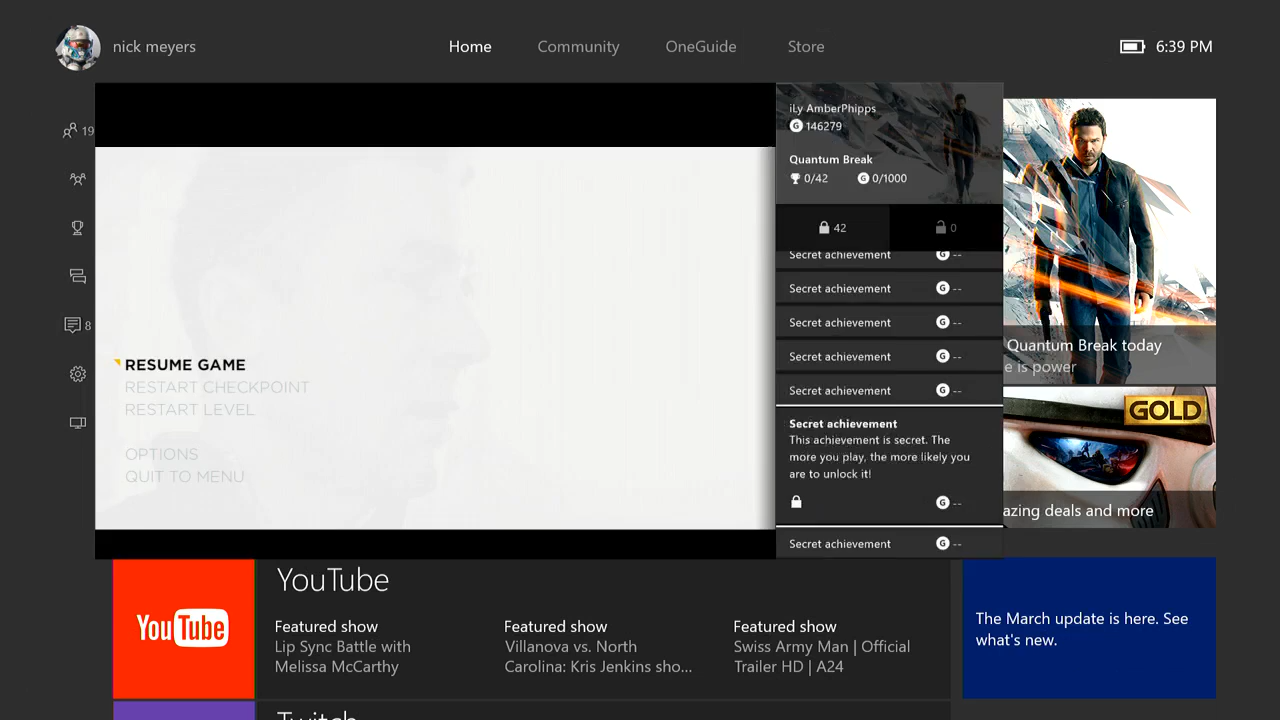 nick meyers
Home
Community
OneGuide
Store
6:39 PM
19
8
RESUME GAME
RESTART CHECKPOINT
RESTART LEVEL
OPTIONS
QUIT TO MENU
iLy AmberPhipps
G 146279
Quantum Break
0/42
G 0/1000
42
0
Secret achievement G --
Secret achievement G --
Secret achievement G --
Secret achievement G --
Secret achievement G --
Secret achievement
This achievement is secret. The
more you play, the more likely you
are to unlock it!
G --
Secret achievement G --
Quantum Break today
e is power
GOLD
azing deals and more
YouTube
YouTube
Featured show
Lip Sync Battle with
Melissa McCarthy
Featured show
Villanova vs. North
Carolina: Kris Jenkins sho...
Featured show
Swiss Army Man | Official
Trailer HD | A24
The March update is here. See
what's new.
Twitch